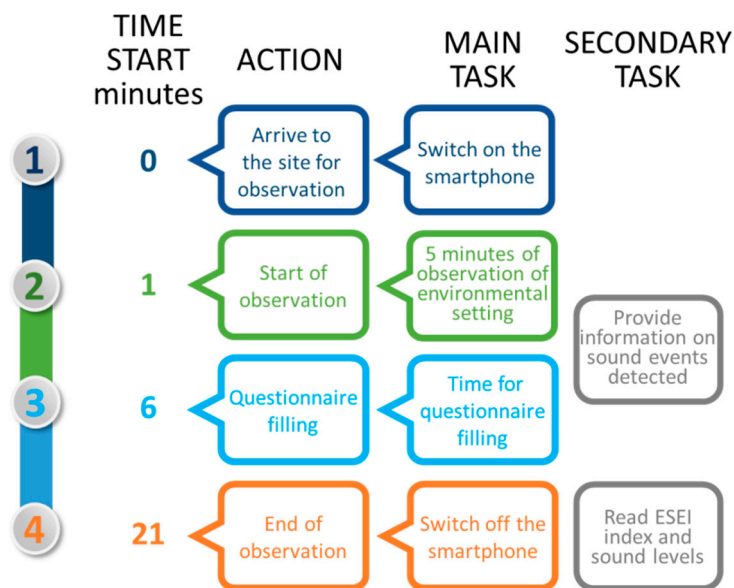 TIME
START
minutes
ACTION
MAIN
TASK
SECONDARY
TASK
1
0
Arrive to
the site for
observation
Switch on the
smartphone
2
1
Start of
observation
5 minutes of
observation of
environmental
setting
Provide
information on
sound events
detected
3
6
Questionnaire
filling
Time for
questionnaire
filling
4
21
End of
observation
Switch off the
smartphone
Read ESEI
index and
sound levels